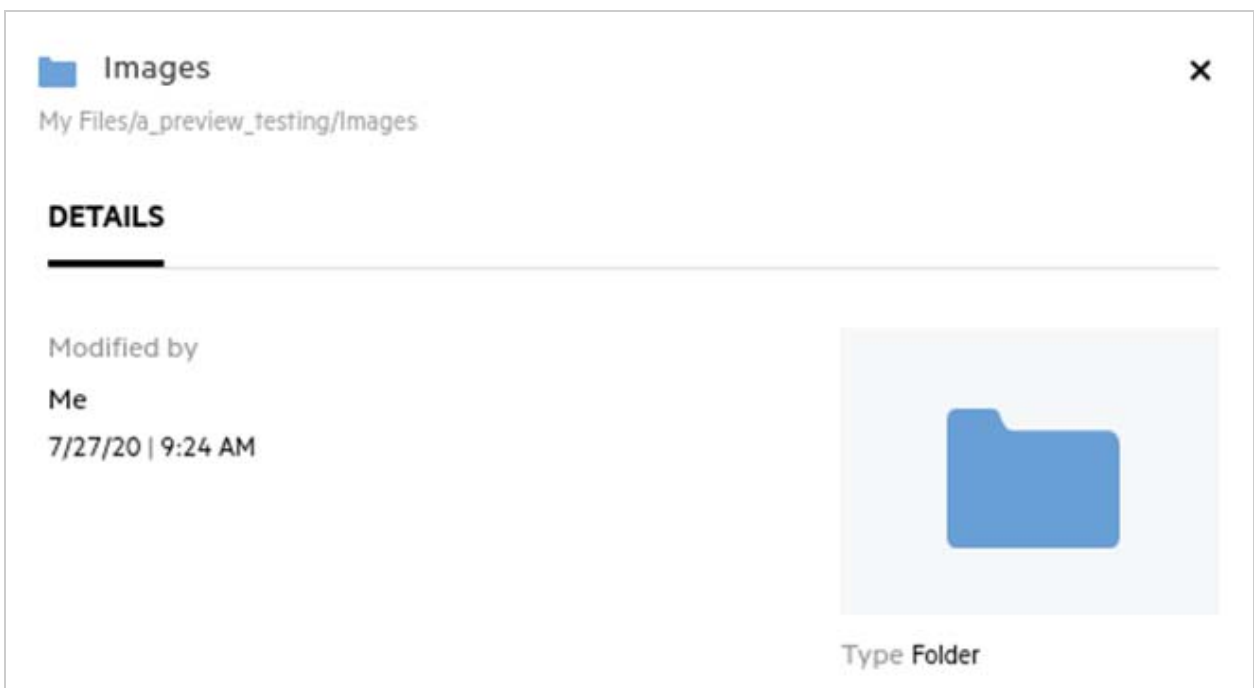 Images
My Files/a_preview_testing/Images
DETAILS
Modified by
Me
7/27/20 | 9:24 AM
Type Folder